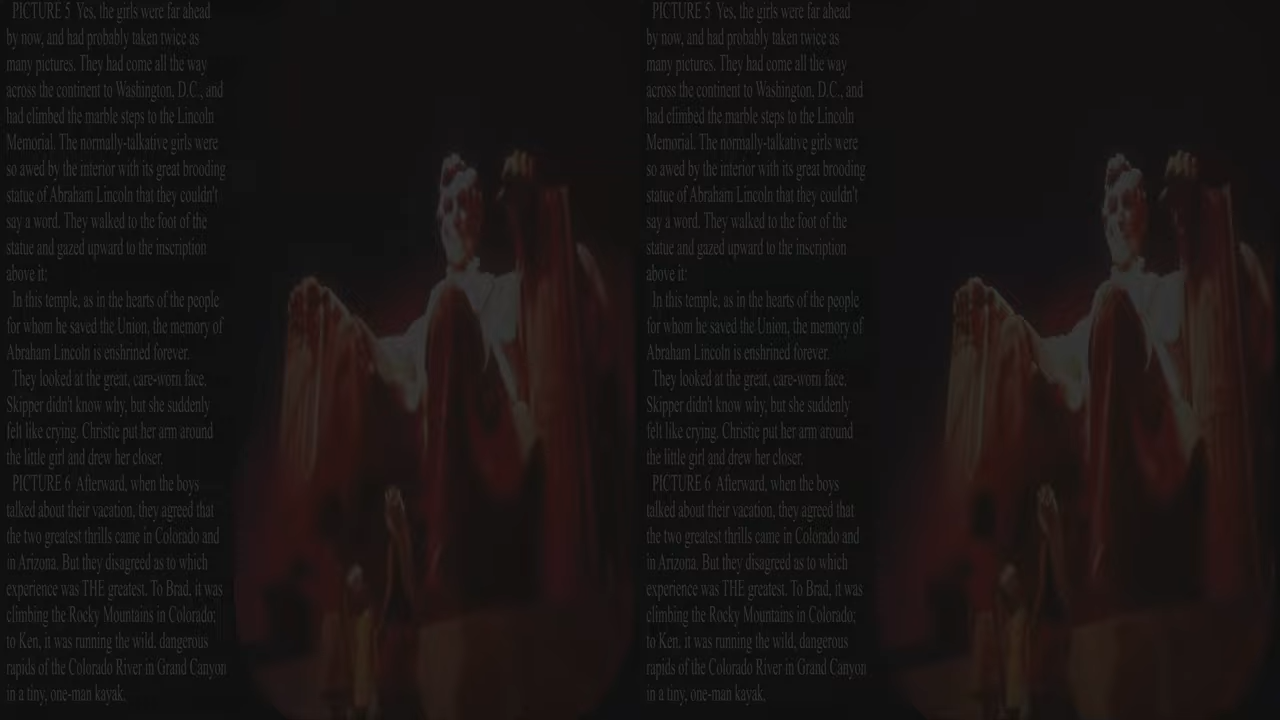 PICTURE 5 Yes, the girls were far ahead
by now, and had probably taken twice as
many pictures. They had come all the way
across the continent to Washington, D.C., and
had climbed the marble steps to the Lincoln
Memorial. The normally-talkative girls were
so awed by the interior with its great brooding
statue of Abraham Lincoln that they couldn't
say a word. They walked to the foot of the
statue and gazed upward to the inscription
above it:
In this temple, as in the hearts of the people
for whom he saved the Union, the memory of
Abraham Lincoln is enshrined forever.
They looked at the great, care-worn face.
Skipper didn't know why, but she suddenly
felt like crying. Christie put her arm around
the little girl and drew her closer.
PICTURE 6 Afterward, when the boys
talked about their vacation, they agreed that
the two greatest thrills came in Colorado and
in Arizona. But they disagreed as to which
experience was THE greatest. To Brad, it was
climbing the Rocky Mountains in Colorado;
to Ken, it was running the wild, dangerous
rapids of the Colorado River in Grand Canyon
in a tiny, one-man kayak.
PICTURE 5 Yes, the girls were far ahead
by now, and had probably taken twice as
many pictures. They had come all the way
across the continent to Washington, D.C., and
had climbed the marble steps to the Lincoln
Memorial. The normally-talkative girls were
so awed by the interior with its great brooding
statue of Abraham Lincoln that they couldn't
say a word. They walked to the foot of the
statue and gazed upward to the inscription
above it:
In this temple, as in the hearts of the people
for whom he saved the Union, the memory of
Abraham Lincoln is enshrined forever.
They looked at the great, care-worn face.
Skipper didn't know why, but she suddenly
felt like crying. Christie put her arm around
the little girl and drew her closer.
PICTURE 6 Afterward, when the boys
talked about their vacation, they agreed that
the two greatest thrills came in Colorado and
in Arizona. But they disagreed as to which
experience was THE greatest. To Brad, it was
climbing the Rocky Mountains in Colorado;
to Ken, it was running the wild, dangerous
rapids of the Colorado River in Grand Canyon
in a tiny, one-man kayak.